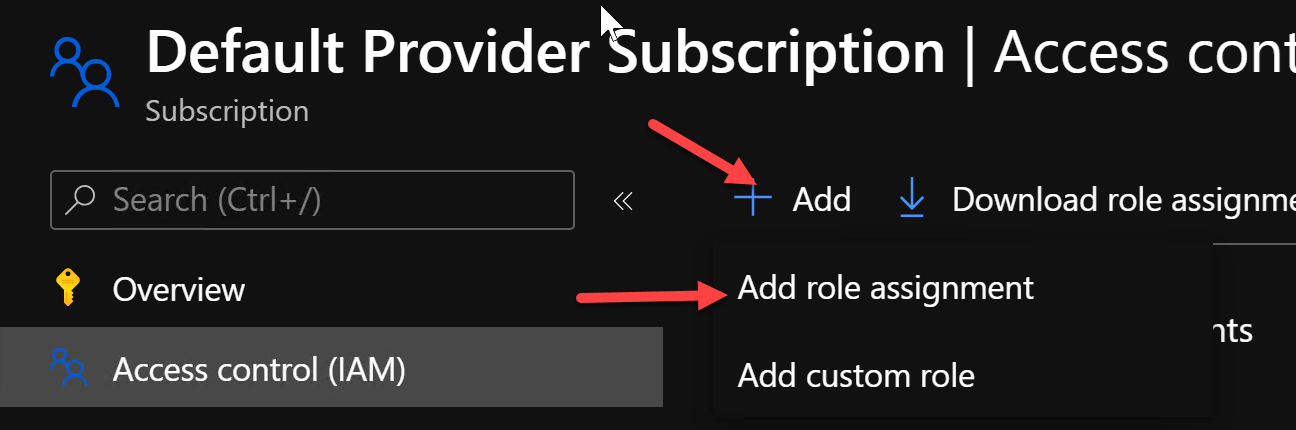 Default Provider Subscription | Access cont
Subscription
Search (Ctrl+/)
Add
Download role assignme
Overview
Add role assignment
nts
Access control (IAM)
Add custom role